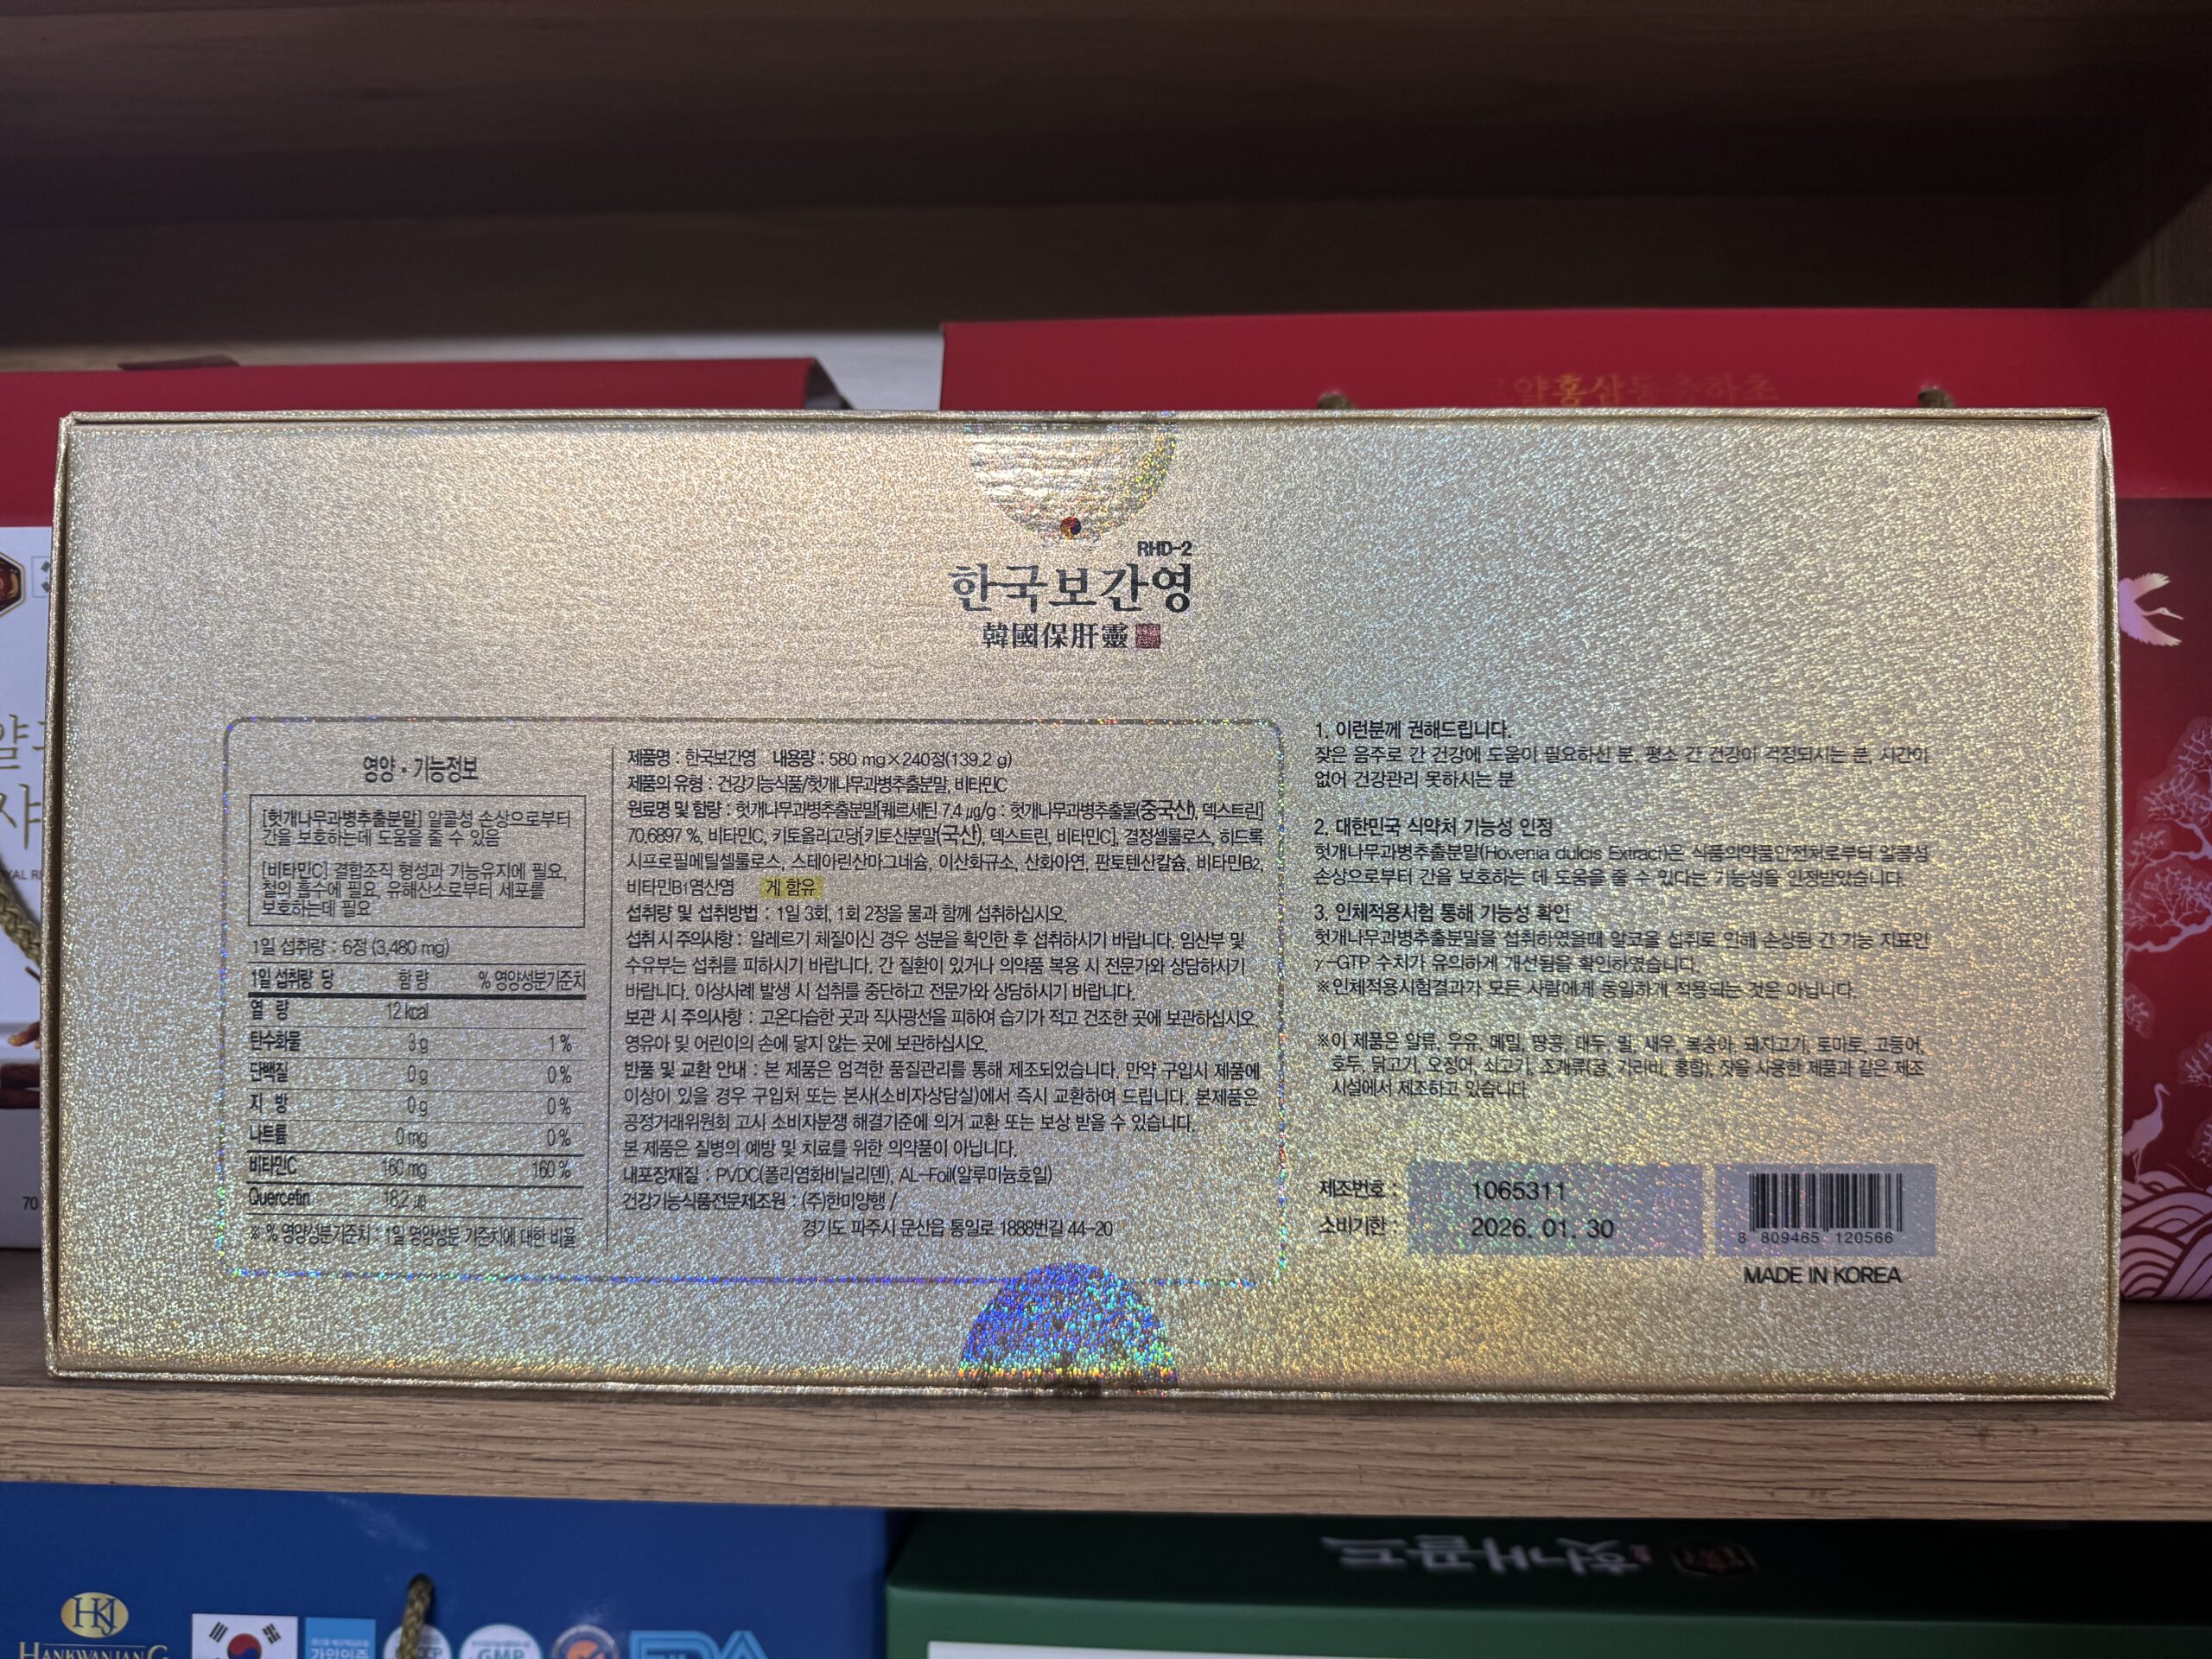 얄홍삼동충하초
RHD-2
한국보간영
韓國保肝靈
영양·기능정보
[헛개나무과병추출분말] 알콜성 손상으로부터
간을 보호하는데 도움을 줄 수 있음
[비타민C] 결합조직 형성과 기능유지에 필요,
철의 흡수에 필요, 유해산소로부터 세포를
보호하는데 필요
1일 섭취량 : 6정 (3,480 mg)
1일 섭취량 당 함 량 % 영양성분기준치
열 량 12 kcal
탄수화물 3 g 1 %
단백질 0 g 0 %
지 방 0 g 0 %
나트륨 0 mg 0 %
비타민C 160 mg 160 %
Quercetin 18.2 ㎍
※ % 영양성분기준치 : 1일 영양성분 기준치에 대한 비율
제품명 : 한국보간영 내용량 : 580 mg×240정(139.2 g)
제품의 유형 : 건강기능식품/헛개나무과병추출분말, 비타민C
원료명 및 함량 : 헛개나무과병추출분말[퀘르세틴 7.4 ㎍/g : 헛개나무과병추출물(중국산), 덱스트린]
70.6897 %, 비타민C, 키토올리고당[키토산분말(국산), 덱스트린, 비타민C], 결정셀룰로스, 히드록
시프로필메틸셀룰로스, 스테아린산마그네슘, 이산화규소, 산화아연, 판토텐산칼슘, 비타민B2,
비타민B1염산염 게 함유
섭취량 및 섭취방법 : 1일 3회, 1회 2정을 물과 함께 섭취하십시오.
섭취 시 주의사항 : 알레르기 체질이신 경우 성분을 확인한 후 섭취하시기 바랍니다. 임산부 및
수유부는 섭취를 피하시기 바랍니다. 간 질환이 있거나 의약품 복용 시 전문가와 상담하시기
바랍니다. 이상사례 발생 시 섭취를 중단하고 전문가와 상담하시기 바랍니다.
보관 시 주의사항 : 고온다습한 곳과 직사광선을 피하여 습기가 적고 건조한 곳에 보관하십시오.
영유아 및 어린이의 손에 닿지 않는 곳에 보관하십시오.
반품 및 교환 안내 : 본 제품은 엄격한 품질관리를 통해 제조되었습니다. 만약 구입시 제품에
이상이 있을 경우 구입처 또는 본사(소비자상담실)에서 즉시 교환하여 드립니다. 본제품은
공정거래위원회 고시 소비자분쟁 해결기준에 의거 교환 또는 보상 받을 수 있습니다.
본 제품은 질병의 예방 및 치료를 위한 의약품이 아닙니다.
내포장재질 : PVDC(폴리염화비닐리덴), AL-Foil(알루미늄호일)
건강기능식품전문제조원 : (주)한미양행 /
경기도 파주시 문산읍 통일로 1888번길 44-20
1. 이런분께 권해드립니다.
잦은 음주로 간 건강에 도움이 필요하신 분, 평소 간 건강이 걱정되시는 분, 시간이
없어 건강관리 못하시는 분
2. 대한민국 식약처 기능성 인정
헛개나무과병추출분말(Hovenia dulcis Extract)은 식품의약품안전처로부터 알콜성
손상으로부터 간을 보호하는 데 도움을 줄 수 있다는 기능성을 인정받았습니다.
3. 인체적용시험 통해 기능성 확인
헛개나무과병추출분말을 섭취하였을때 알코올 섭취로 인해 손상된 간 기능 지표인
γ-GTP 수치가 유의하게 개선됨을 확인하였습니다.
※인체적용시험결과가 모든 사람에게 동일하게 적용되는 것은 아닙니다.
※이 제품은 알류, 우유, 메밀, 땅콩, 대두, 밀, 새우, 복숭아, 돼지고기, 토마토, 고등어,
호두, 닭고기, 오징어, 쇠고기, 조개류(굴, 가리비, 홍합), 잣을 사용한 제품과 같은 제조
시설에서 제조하고 있습니다.
제조번호 : 1065311
소비기한 : 2026. 01. 30
8 809465 120566
MADE IN KOREA
70
HKJ
HANKWANJANG
GMP
헛개골드